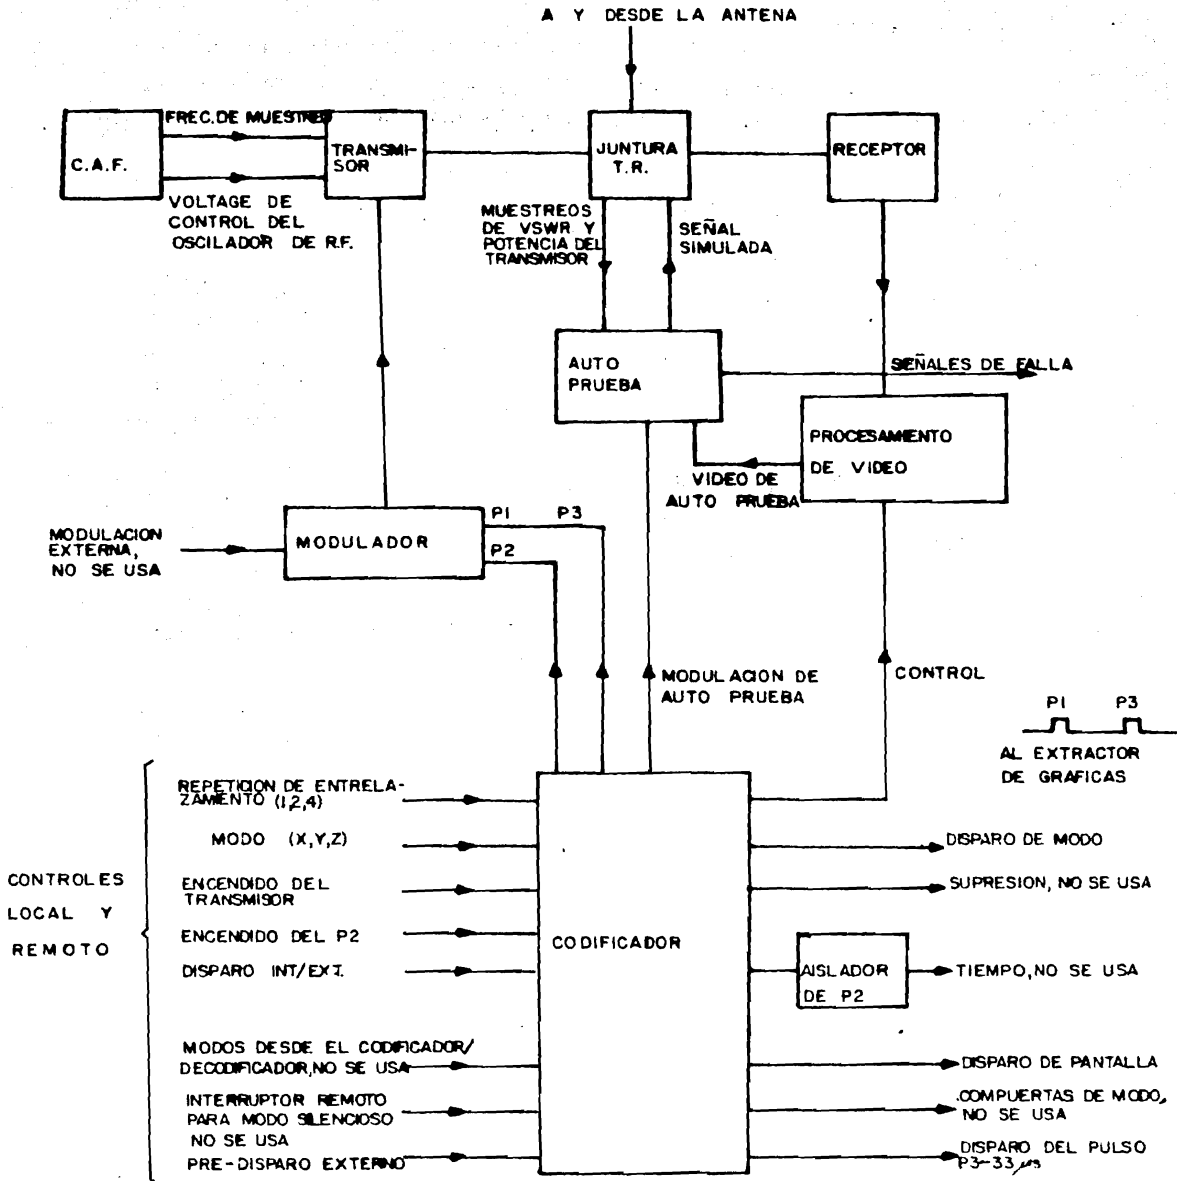 A Y DESDE LA ANTENA
FREC. DE MUESTREO
C.A.F.
TRANSMI-
SOR
JUNTURA
T.R.
RECEPTOR
VOLTAGE DE
CONTROL DEL
OSCILADOR DE R.F.
MUESTREOS
DE VSWR Y
POTENCIA DEL
TRANSMISOR
SEÑAL
SIMULADA
AUTO
PRUEBA
SEÑALES DE FALLA
PROCESAMIENTO
DE VIDEO
VIDEO DE
AUTO PRUEBA
MODULACION
EXTERNA,
NO SE USA
MODULADOR
P1 P3
P2
MODULACION DE
AUTO PRUEBA
CONTROL
P1 P3
AL EXTRACTOR
DE GRAFICAS
CONTROLES
LOCAL Y
REMOTO
REPETICION DE ENTRELA-
ZAMIENTO (1,2,4)
MODO (X,Y,Z)
ENCENDIDO DEL
TRANSMISOR
ENCENDIDO DEL P2
DISPARO INT/EXT.
MODOS DESDE EL CODIFICADOR/
DECODIFICADOR, NO SE USA
INTERRUPTOR REMOTO
PARA MODO SILENCIOSO
NO SE USA
PRE-DISPARO EXTERNO
CODIFICADOR
DISPARO DE MODO
SUPRESION, NO SE USA
AISLADOR
DE P2
TIEMPO, NO SE USA
DISPARO DE PANTALLA
.COMPUERTAS DE MODO,
NO SE USA
DISPARO DEL PULSO
P3-33 µs